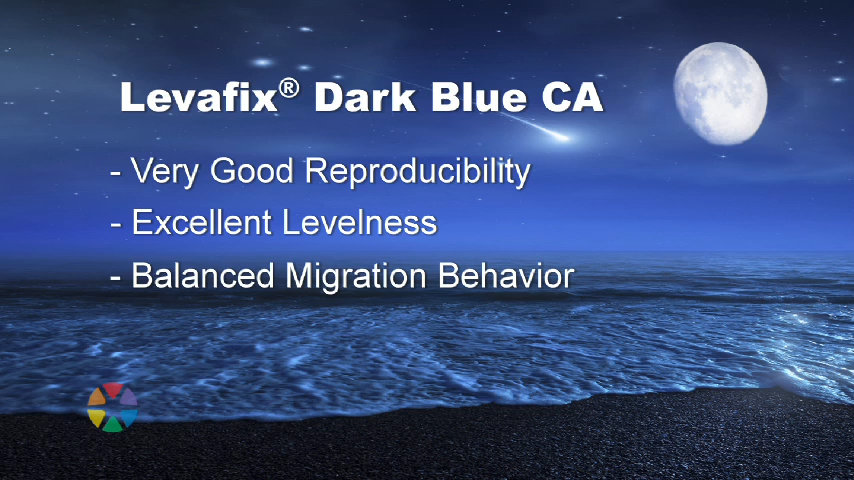 Levafix® Dark Blue CA
- Very Good Reproducibility
- Excellent Levelness
- Balanced Migration Behavior